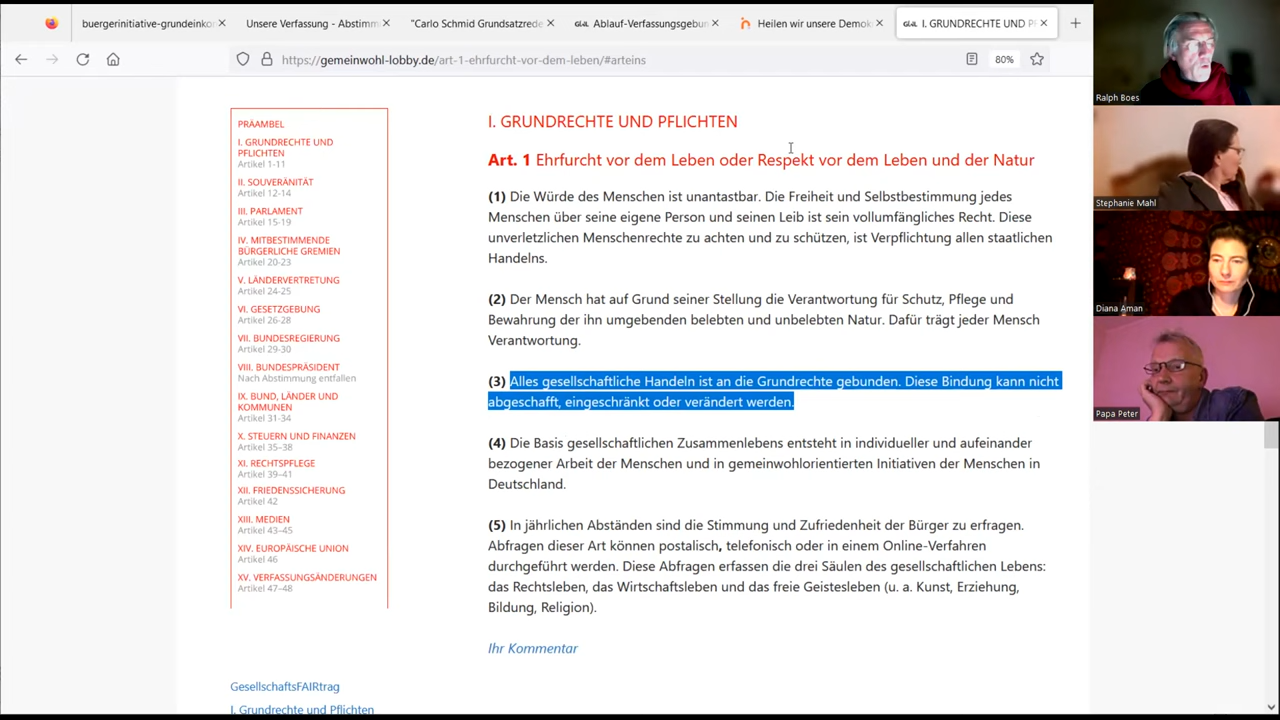 buergerinitiative-grundeinko
Unsere Verfassung - Abstimm
"Carlo Schmid Grundsatzrede
GWL Ablauf-Verfassungsgebun
Heilen wir unsere Demok
GWL I. GRUNDRECHTE UND PF
https://gemeinwohl-lobby.de/art-1-ehrfurcht-vor-dem-leben/#arteins
80%
PRÄAMBEL
I. GRUNDRECHTE UND
PFLICHTEN
Artikel 1-11
II. SOUVERÄNITÄT
Artikel 12-14
III. PARLAMENT
Artikel 15-19
IV. MITBESTIMMENDE
BÜRGERLICHE GREMIEN
Artikel 20-23
V. LÄNDERVERTRETUNG
Artikel 24-25
VI. GESETZGEBUNG
Artikel 26-28
VII. BUNDESREGIERUNG
Artikel 29-30
VIII. BUNDESPRÄSIDENT
Nach Abstimmung entfallen
IX. BUND, LÄNDER UND
KOMMUNEN
Artikel 31-34
X. STEUERN UND FINANZEN
Artikel 35–38
XI. RECHTSPFLEGE
Artikel 39–41
XII. FRIEDENSSICHERUNG
Artikel 42
XIII. MEDIEN
Artikel 43–45
XIV. EUROPÄISCHE UNION
Artikel 46
XV. VERFASSUNGSÄNDERUNGEN
Artikel 47–48
GesellschaftsFAIRtrag
I. Grundrechte und Pflichten
I. GRUNDRECHTE UND PFLICHTEN
Art. 1 Ehrfurcht vor dem Leben oder Respekt vor dem Leben und der Natur
(1) Die Würde des Menschen ist unantastbar. Die Freiheit und Selbstbestimmung jedes
Menschen über seine eigene Person und seinen Leib ist sein vollumfängliches Recht. Diese
unverletzlichen Menschenrechte zu achten und zu schützen, ist Verpflichtung allen staatlichen
Handelns.
(2) Der Mensch hat auf Grund seiner Stellung die Verantwortung für Schutz, Pflege und
Bewahrung der ihn umgebenden belebten und unbelebten Natur. Dafür trägt jeder Mensch
Verantwortung.
(3) Alles gesellschaftliche Handeln ist an die Grundrechte gebunden. Diese Bindung kann nicht
abgeschafft, eingeschränkt oder verändert werden.
(4) Die Basis gesellschaftlichen Zusammenlebens entsteht in individueller und aufeinander
bezogener Arbeit der Menschen und in gemeinwohlorientierten Initiativen der Menschen in
Deutschland.
(5) In jährlichen Abständen sind die Stimmung und Zufriedenheit der Bürger zu erfragen.
Abfragen dieser Art können postalisch, telefonisch oder in einem Online-Verfahren
durchgeführt werden. Diese Abfragen erfassen die drei Säulen des gesellschaftlichen Lebens:
das Rechtsleben, das Wirtschaftsleben und das freie Geistesleben (u. a. Kunst, Erziehung,
Bildung, Religion).
Ihr Kommentar
Ralph Boes
Stephanie Mahl
Diana Aman
Papa Peter